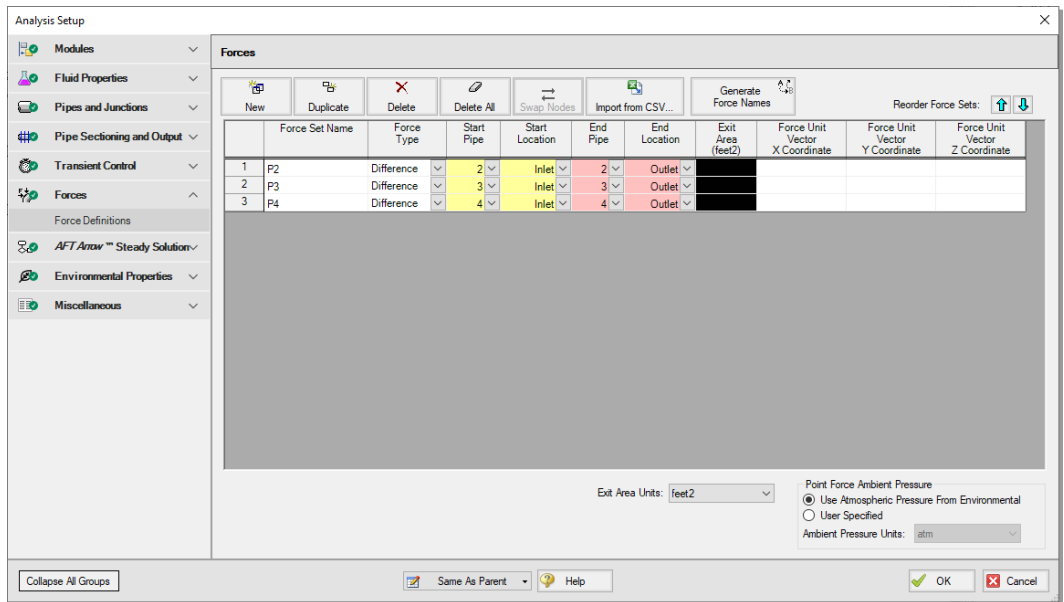 Analysis Setup
Modules
Fluid Properties
Pipes and Junctions
Pipe Sectioning and Output
Transient Control
Forces
Force Definitions
AFT Arrow ™ Steady Solution
Environmental Properties
Miscellaneous
Forces
New
Duplicate
Delete
Delete All
Swap Nodes
Import from CSV...
Generate
Force Names
Reorder Force Sets:
Force Set Name
Force
Type
Start
Pipe
Start
Location
End
Pipe
End
Location
Exit
Area
(feet2)
Force Unit
Vector
X Coordinate
Force Unit
Vector
Y Coordinate
Force Unit
Vector
Z Coordinate
1 P2 Difference 2 Inlet 2 Outlet
2 P3 Difference 3 Inlet 3 Outlet
3 P4 Difference 4 Inlet 4 Outlet
Exit Area Units: feet2
Point Force Ambient Pressure
Use Atmospheric Pressure From Environmental
User Specified
Ambient Pressure Units: atm
Collapse All Groups
Same As Parent
Help
OK
Cancel